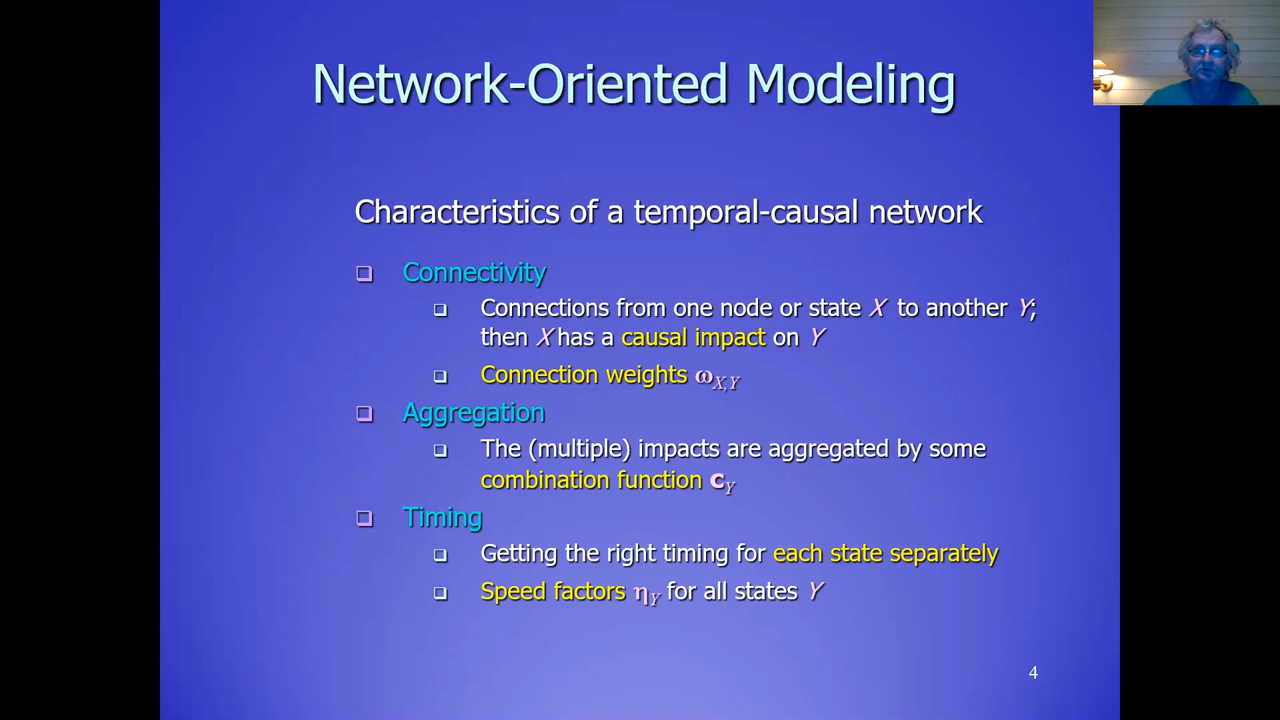 Network-Oriented Modeling
Characteristics of a temporal-causal network
Connectivity
Connections from one node or state X to another Y;
then X has a causal impact on Y
Connection weights ωX,Y
Aggregation
The (multiple) impacts are aggregated by some
combination function cY
Timing
Getting the right timing for each state separately
Speed factors ηY for all states Y
4